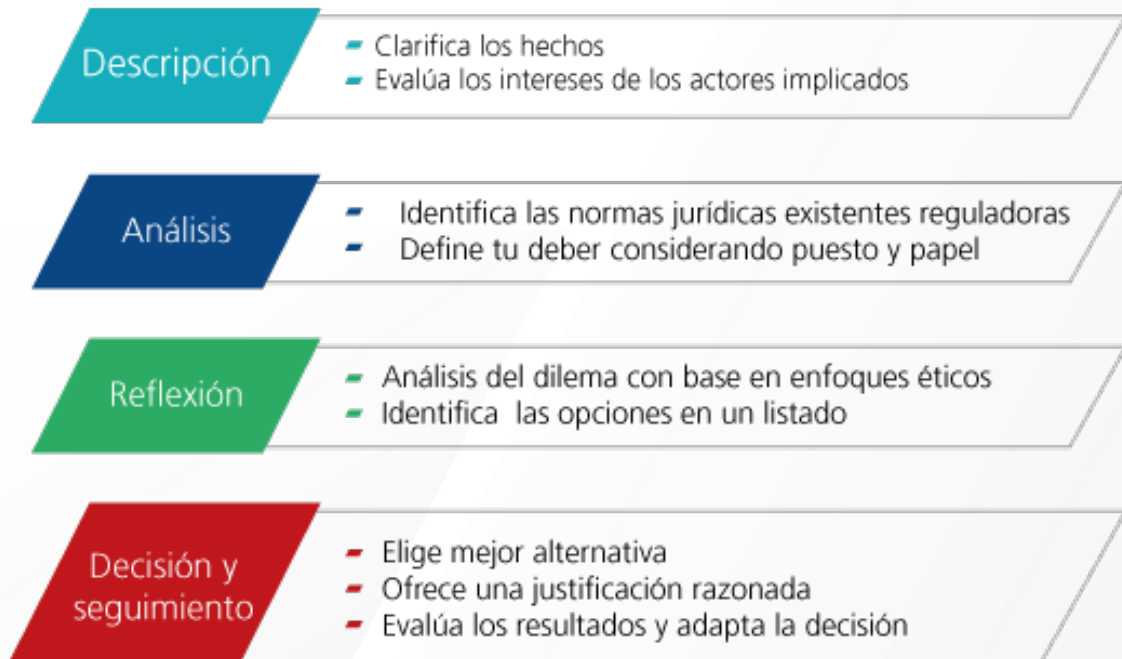 Descripción
- Clarifica los hechos
- Evalúa los intereses de los actores implicados
Análisis
- Identifica las normas jurídicas existentes reguladoras
- Define tu deber considerando puesto y papel
Reflexión
- Análisis del dilema con base en enfoques éticos
- Identifica las opciones en un listado
Decisión y
seguimiento
- Elige mejor alternativa
- Ofrece una justificación razonada
- Evalúa los resultados y adapta la decisión